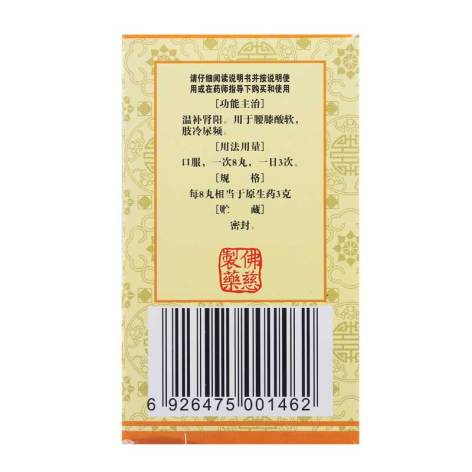 请仔细阅读说明书并按说明使
用或在药师指导下购买和使用
[功能主治]
温补肾阳。用于腰膝酸软，
肢冷尿频。
[用法用量]
口服，一次8丸，一日3次。
[规 格]
每8丸相当于原生药3克
[贮 藏]
密封。
佛慈
製藥
6 926475 001462